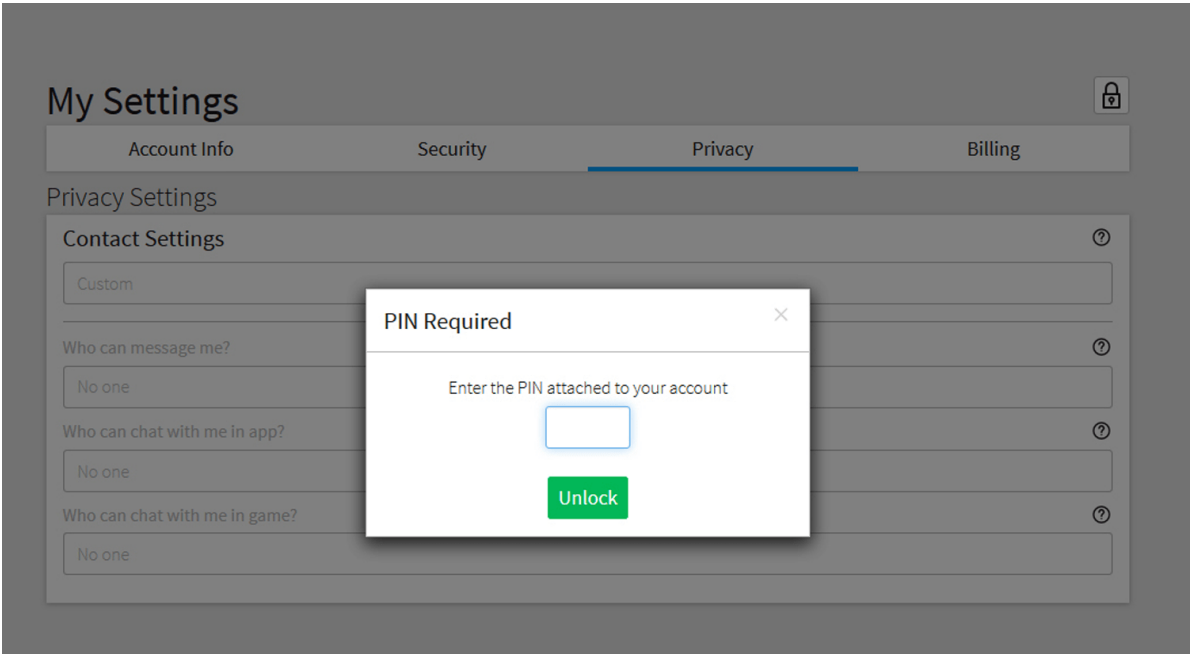 My Settings
Account Info Security Privacy Billing
Privacy Settings
Contact Settings
Custom
PIN Required
Who can message me?
No one
Enter the PIN attached to your account
Who can chat with me in app?
No one
Unlock
Who can chat with me in game?
No one